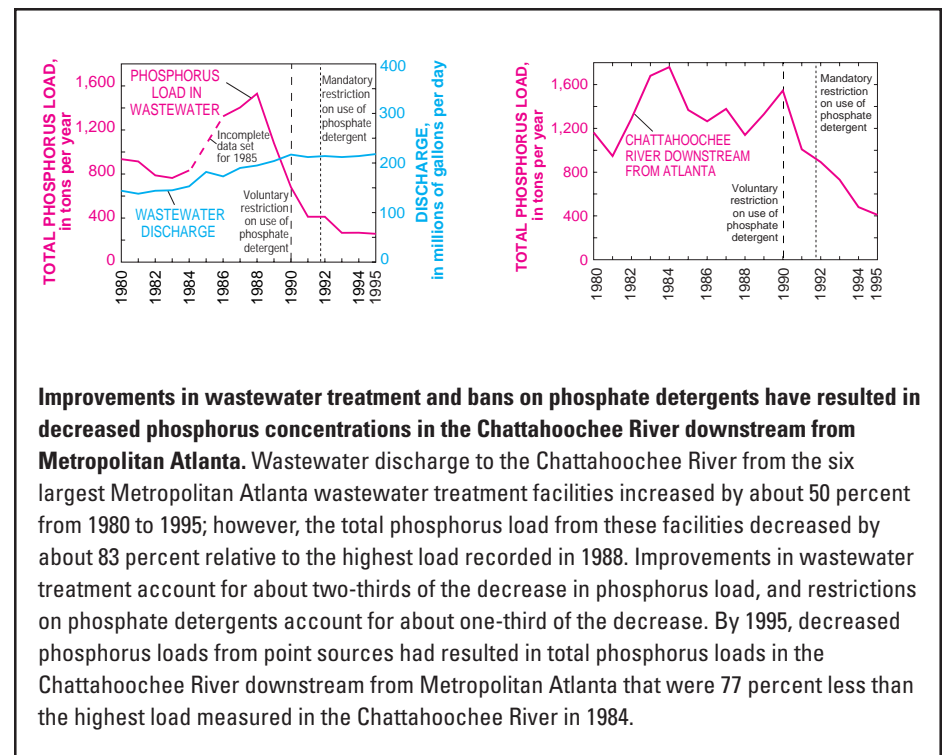 TOTAL PHOSPHORUS LOAD,
in tons per year
1,600
1,200
800
400
0
PHOSPHORUS
LOAD IN
WASTEWATER
Incomplete
data set
for 1985
WASTEWATER
DISCHARGE
Voluntary
restriction
on use of
phosphate
detergent
Mandatory
restriction
on use of
phosphate
detergent
400
300
200
100
0
DISCHARGE,
in millions of gallons per day
1980
1982
1984
1986
1988
1990
1992
1994
1995
TOTAL PHOSPHORUS LOAD,
in tons per year
1,600
1,200
800
400
0
CHATTAHOOCHEE
RIVER DOWNSTREAM
FROM ATLANTA
Voluntary
restriction
on use of
phosphate
detergent
Mandatory
restriction
on use of
phosphate
detergent
1980
1982
1984
1986
1988
1990
1992
1994
1995
Improvements in wastewater treatment and bans on phosphate detergents have resulted in
decreased phosphorus concentrations in the Chattahoochee River downstream from
Metropolitan Atlanta. Wastewater discharge to the Chattahoochee River from the six
largest Metropolitan Atlanta wastewater treatment facilities increased by about 50 percent
from 1980 to 1995; however, the total phosphorus load from these facilities decreased by
about 83 percent relative to the highest load recorded in 1988. Improvements in wastewater
treatment account for about two-thirds of the decrease in phosphorus load, and restrictions
on phosphate detergents account for about one-third of the decrease. By 1995, decreased
phosphorus loads from point sources had resulted in total phosphorus loads in the
Chattahoochee River downstream from Metropolitan Atlanta that were 77 percent less than
the highest load measured in the Chattahoochee River in 1984.